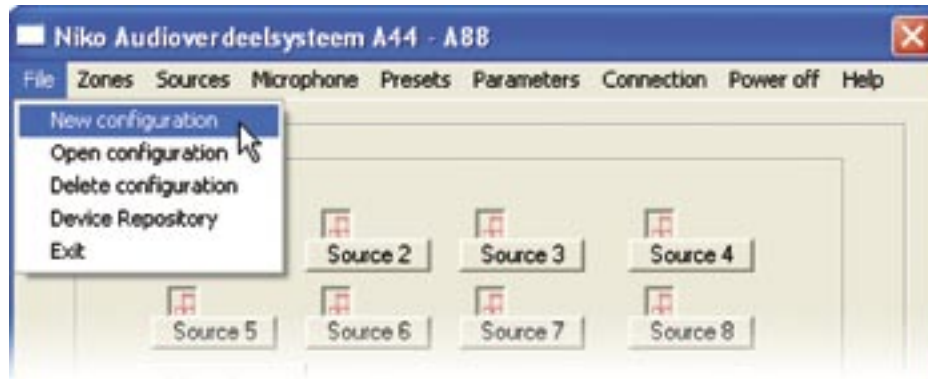 Niko Audioverdeelsysteem A44 - A88
File Zones Sources Microphone Presets Parameters Connection Power off Help
New configuration
Open configuration
Delete configuration
Device Repository
Exit
Source 2 Source 3 Source 4
Source 5 Source 6 Source 7 Source 8